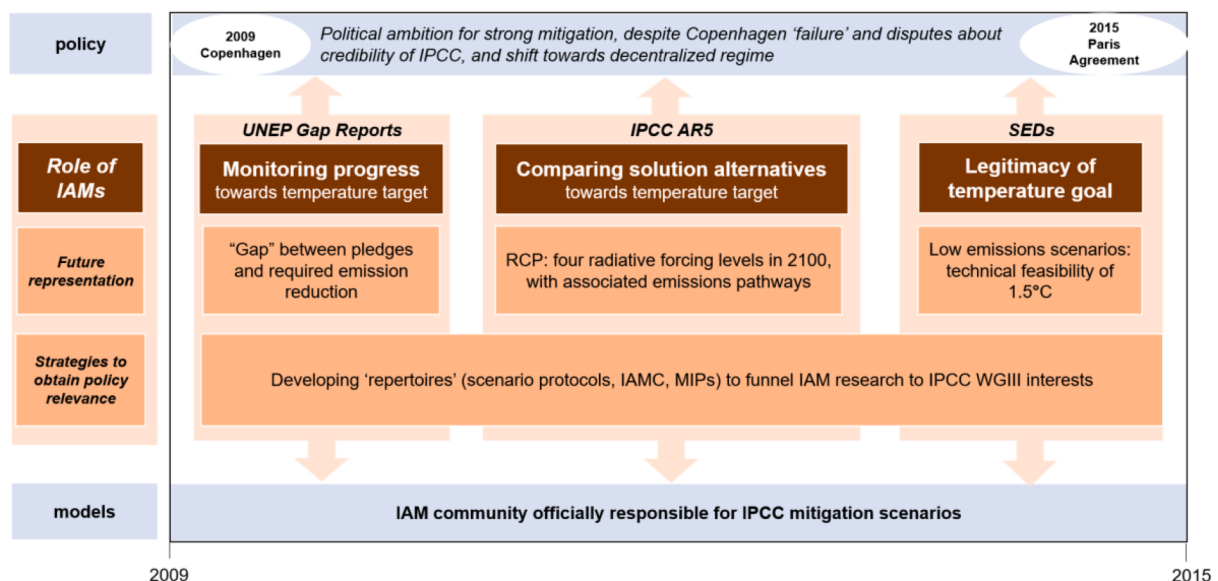 policy
2009
Copenhagen
Political ambition for strong mitigation, despite Copenhagen ‘failure’ and disputes about
credibility of IPCC, and shift towards decentralized regime
2015
Paris
Agreement
Role of
IAMs
UNEP Gap Reports
Monitoring progress
towards temperature target
IPCC AR5
Comparing solution alternatives
towards temperature target
SEDs
Legitimacy of
temperature goal
Future
representation
“Gap” between pledges
and required emission
reduction
RCP: four radiative forcing levels in 2100,
with associated emissions pathways
Low emissions scenarios:
technical feasibility of
1.5°C
Strategies to
obtain policy
relevance
Developing ‘repertoires’ (scenario protocols, IAMC, MIPs) to funnel IAM research to IPCC WGIII interests
models
IAM community officially responsible for IPCC mitigation scenarios
2009
2015